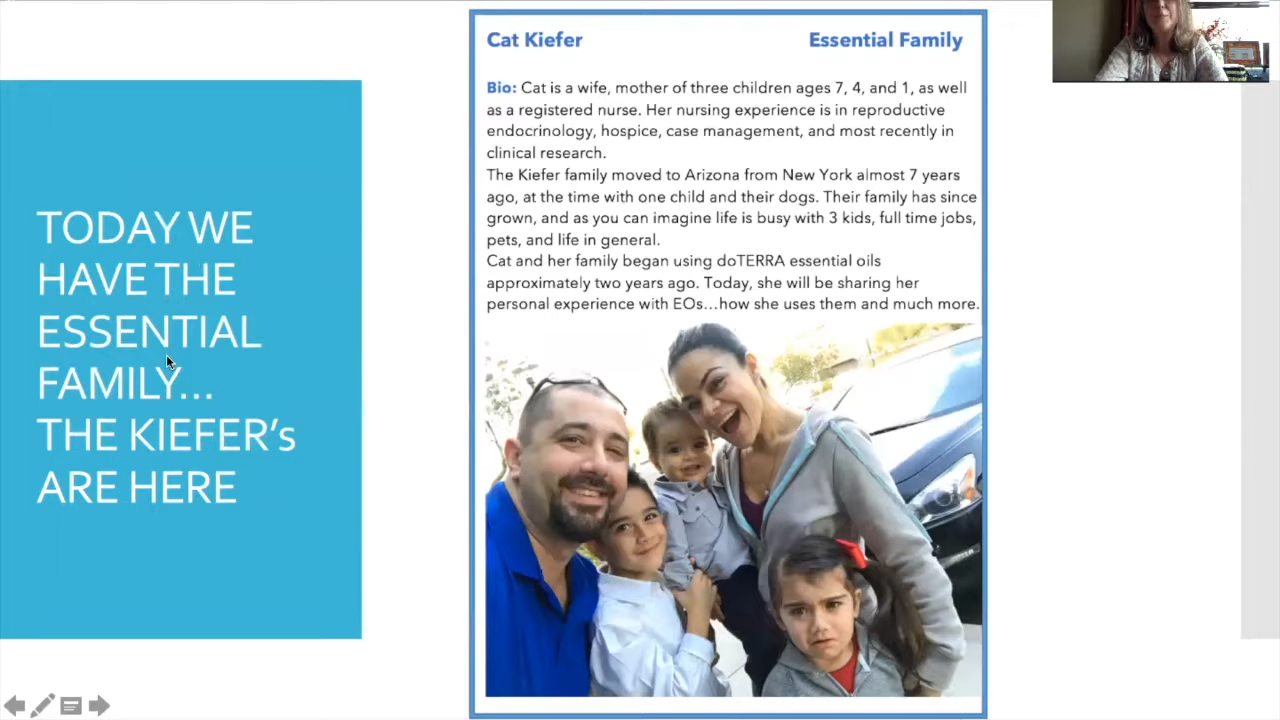 TODAY WE
HAVE THE
ESSENTIAL
FAMILY...
THE KIEFER's
ARE HERE
Cat Kiefer
Essential Family
Bio: Cat is a wife, mother of three children ages 7, 4, and 1, as well
as a registered nurse. Her nursing experience is in reproductive
endocrinology, hospice, case management, and most recently in
clinical research.
The Kiefer family moved to Arizona from New York almost 7 years
ago, at the time with one child and their dogs. Their family has since
grown, and as you can imagine life is busy with 3 kids, full time jobs,
pets, and life in general.
Cat and her family began using doTERRA essential oils
approximately two years ago. Today, she will be sharing her
personal experience with EOs...how she uses them and much more.